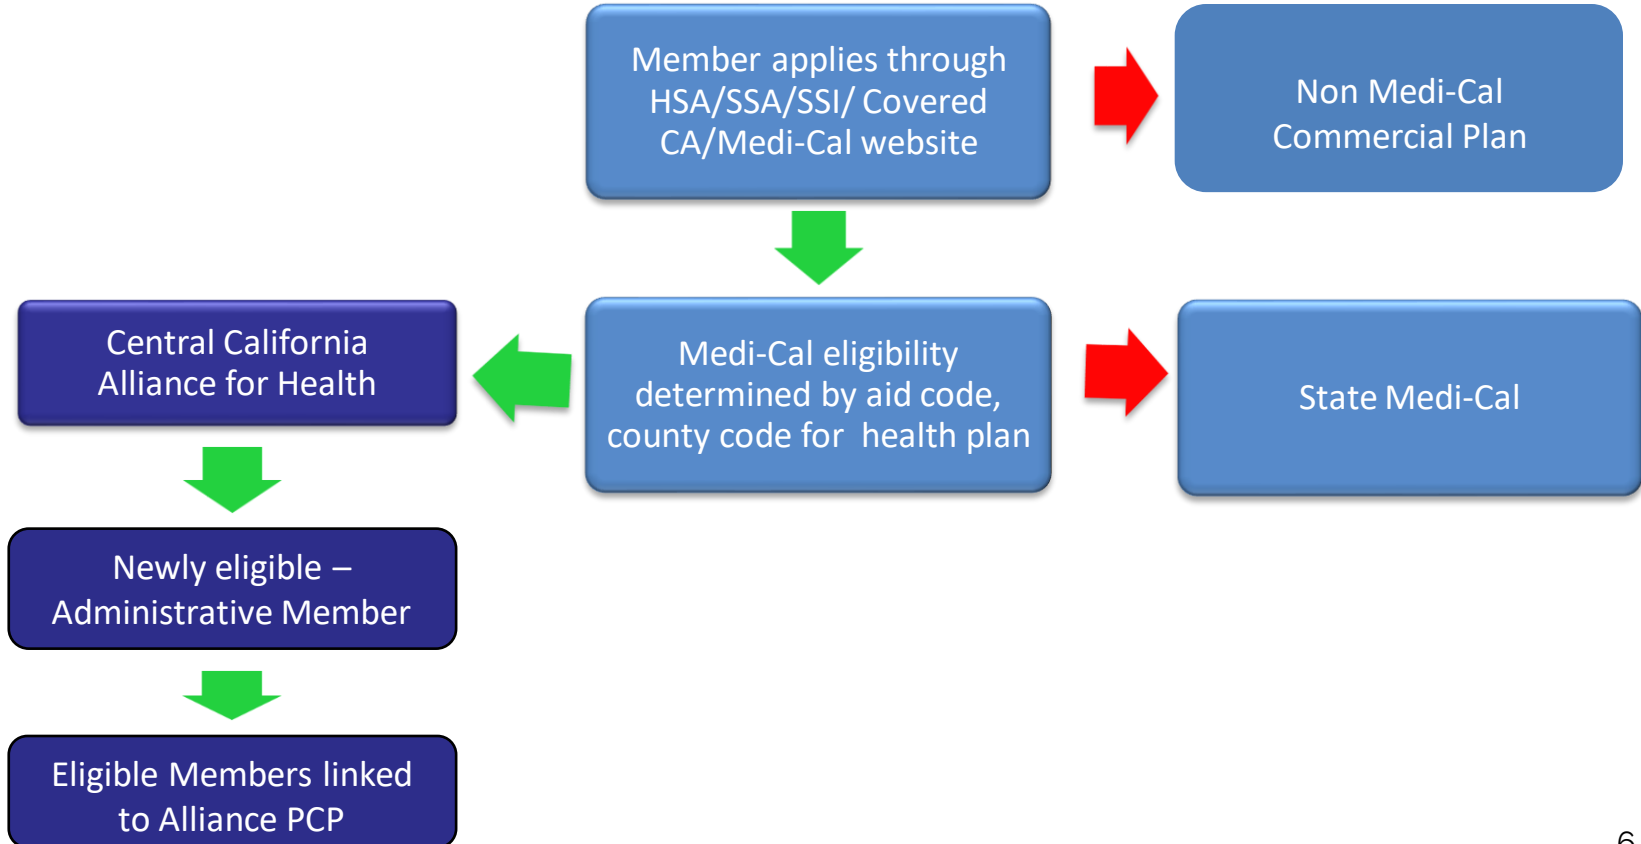 Member applies through
HSA/SSA/SSI/ Covered
CA/Medi-Cal website
Non Medi-Cal
Commercial Plan
Central California
Alliance for Health
Medi-Cal eligibility
determined by aid code,
county code for health plan
State Medi-Cal
Newly eligible –
Administrative Member
Eligible Members linked
to Alliance PCP
6